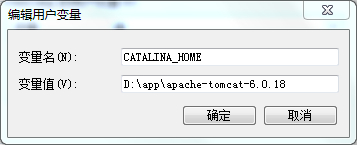 编辑用户变量
变量名(N): CATALINA_HOME
变量值(V): D:\app\apache-tomcat-6.0.18
确定 取消